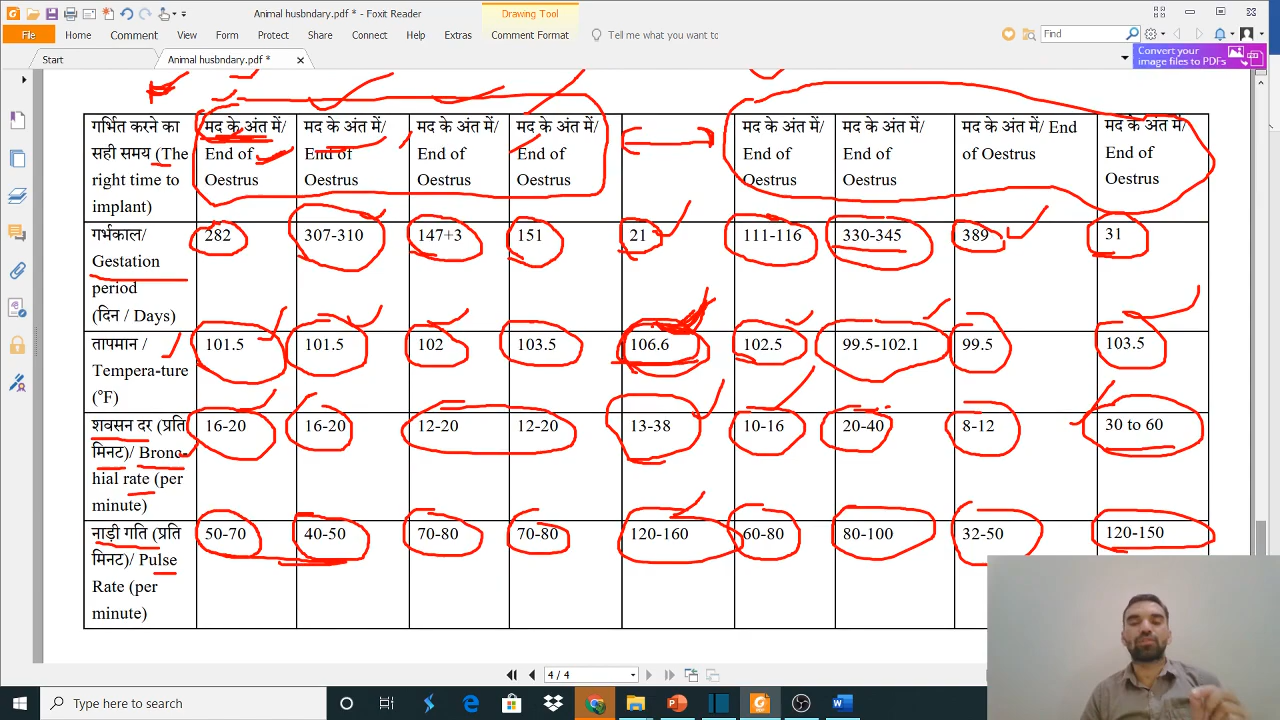 Animal husbndary.pdf * - Foxit Reader
Drawing Tool
File Home Comment View Form Protect Share Connect Help Extras Comment Format Tell me what you want to Find
Start Animal husbndary.pdf *
Convert your
image files to PDFs
गर्भित करने का
सही समय (The
right time to
implant)
मद के अंत में/
End of
Oestrus
मद के अंत में/
End of
Oestrus
मद के अंत में/
End of
Oestrus
मद के अंत में/
End of
Oestrus
मद के अंत में/
End of
Oestrus
मद के अंत में/
End of
Oestrus
मद के अंत में/ End
of Oestrus
मद के अंत में/
End of
Oestrus
गर्भकाल/
Gestation
period
(दिन / Days)
282 307-310 147+3 151 21 111-116 330-345 389 31
तापमान /
Tempera-ture
(°F)
101.5 101.5 102 103.5 106.6 102.5 99.5-102.1 99.5 103.5
शवसन दर (प्रति
मिनट)/ Bronc-
hial rate (per
minute)
16-20 16-20 12-20 12-20 13-38 10-16 20-40 8-12 30 to 60
नाड़ी गति (प्रति
मिनट)/ Pulse
Rate (per
minute)
50-70 40-50 70-80 70-80 120-160 60-80 80-100 32-50 120-150
4 / 4
Type here to search